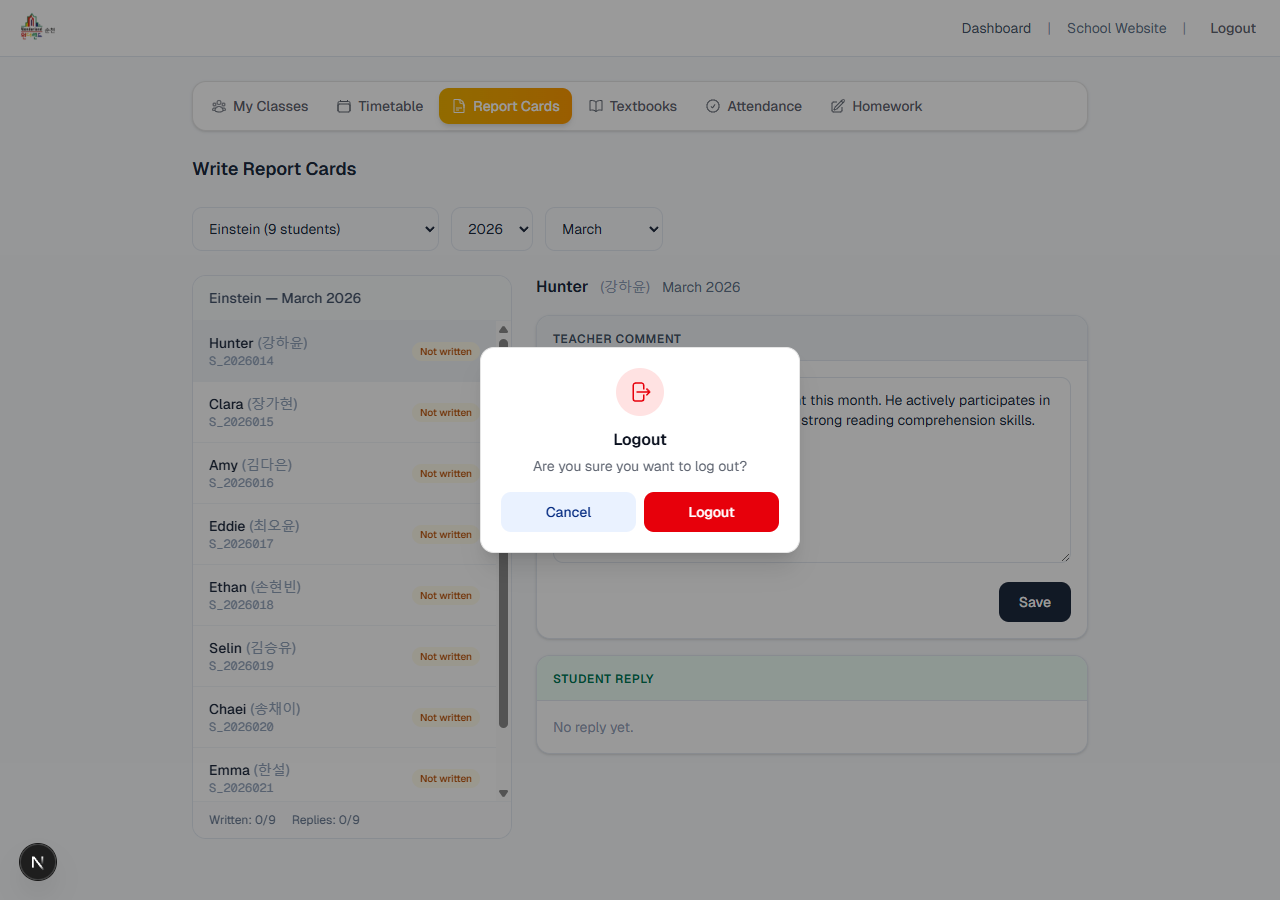 Dashboard | School Website | Logout
My Classes Timetable Report Cards Textbooks Attendance Homework
Write Report Cards
Einstein (9 students) 2026 March
Einstein — March 2026
Hunter (강하윤) Not written
S_2026014
Clara (장가현) Not written
S_2026015
Amy (김다은) Not written
S_2026016
Eddie (최오윤) Not written
S_2026017
Ethan (손현빈) Not written
S_2026018
Selin (김승유) Not written
S_2026019
Chaei (송채이) Not written
S_2026020
Emma (한설) Not written
S_2026021
Written: 0/9 Replies: 0/9
Hunter (강하윤) March 2026
TEACHER COMMENT
this month. He actively participates in
strong reading comprehension skills.
Save
STUDENT REPLY
No reply yet.
Logout
Are you sure you want to log out?
Cancel Logout
N